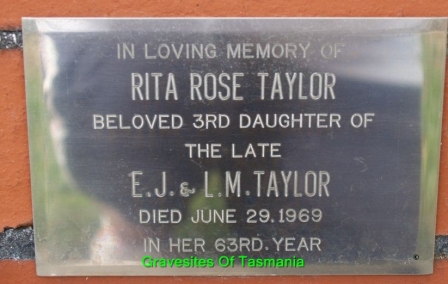 IN LOVING MEMORY OF
RITA ROSE TAYLOR
BELOVED 3RD DAUGHTER OF
THE LATE
E.J. & L.M. TAYLOR
DIED JUNE 29. 1969
IN HER 63RD. YEAR
Gravesites Of Tasmania